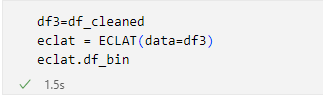 df3=df_cleaned
eclat = ECLAT(data=df3)
eclat.df_bin
1.5s